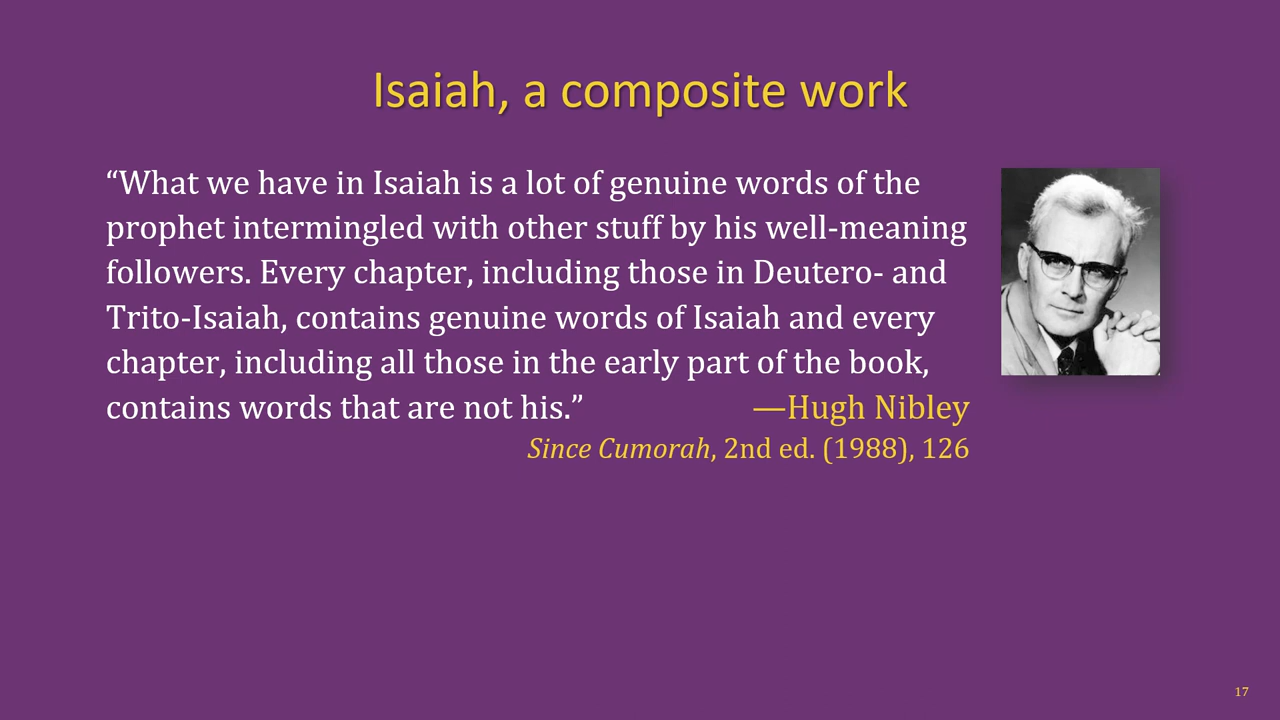 Isaiah, a composite work
“What we have in Isaiah is a lot of genuine words of the
prophet intermingled with other stuff by his well-meaning
followers. Every chapter, including those in Deutero- and
Trito-Isaiah, contains genuine words of Isaiah and every
chapter, including all those in the early part of the book,
contains words that are not his.” —Hugh Nibley
Since Cumorah, 2nd ed. (1988), 126
17